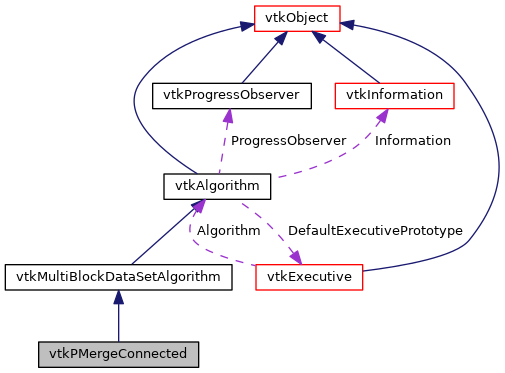 vtkObject
vtkProgressObserver
vtkInformation
ProgressObserver
Information
vtkAlgorithm
Algorithm
DefaultExecutivePrototype
vtkMultiBlockDataSetAlgorithm
vtkExecutive
vtkPMergeConnected